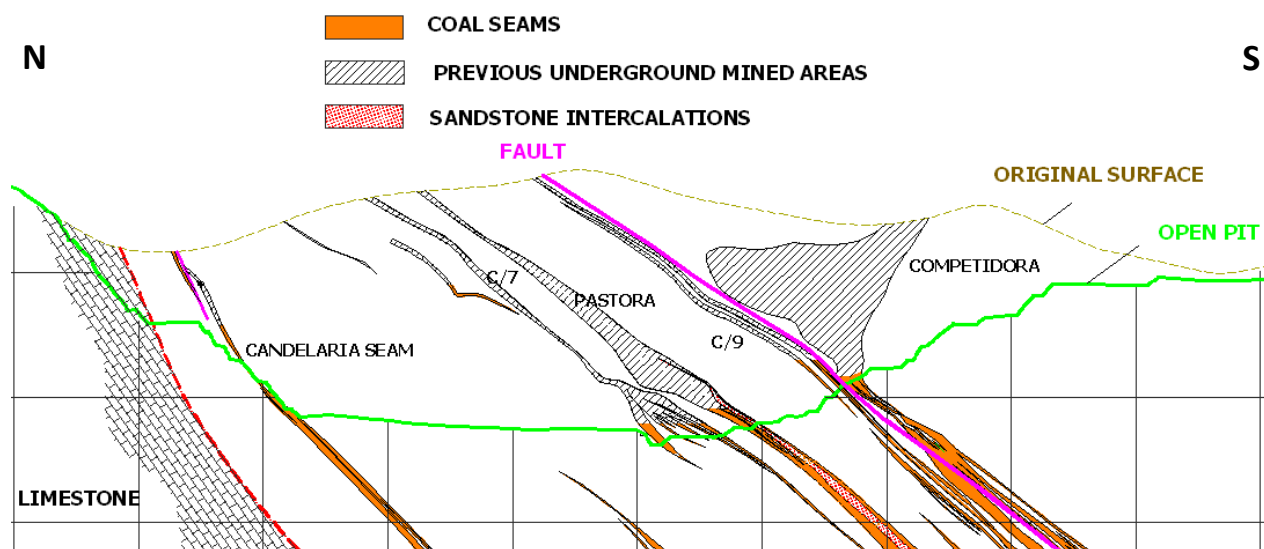 COAL SEAMS
N
PREVIOUS UNDERGROUND MINED AREAS
S
SANDSTONE INTERCALATIONS
FAULT
ORIGINAL SURFACE
OPEN PIT
COMPETIDORA
C/7
PASTORA
C/9
CANDELARIA SEAM
LIMESTONE